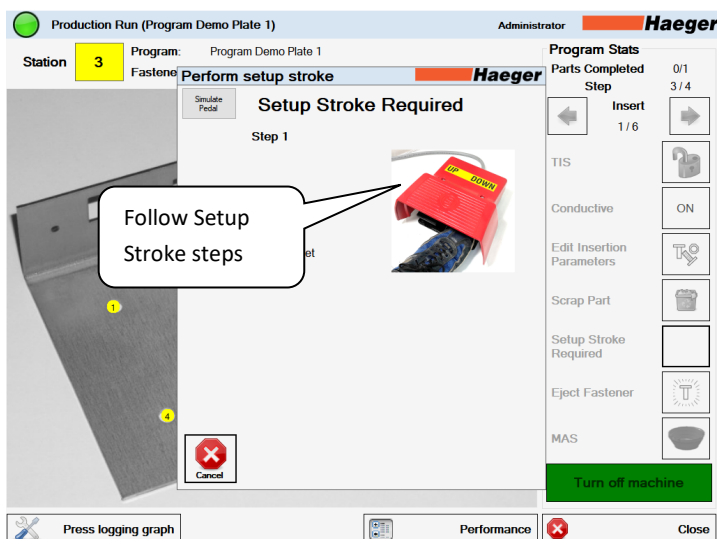 Production Run (Program Demo Plate 1)
Administrator
Haeger
Station
3
Program:
Program Demo Plate 1
Fastene
Perform setup stroke
Haeger
Simulate
Pedal
Setup Stroke Required
Step 1
UP DOWN
Follow Setup
Stroke steps
et
1
4
Cancel
Program Stats
Parts Completed 0/1
Step 3 / 4
Insert
1 / 6
TIS
Conductive
ON
Edit Insertion
Parameters
Scrap Part
Setup Stroke
Required
Eject Fastener
MAS
Turn off machine
Press logging graph
Performance
Close